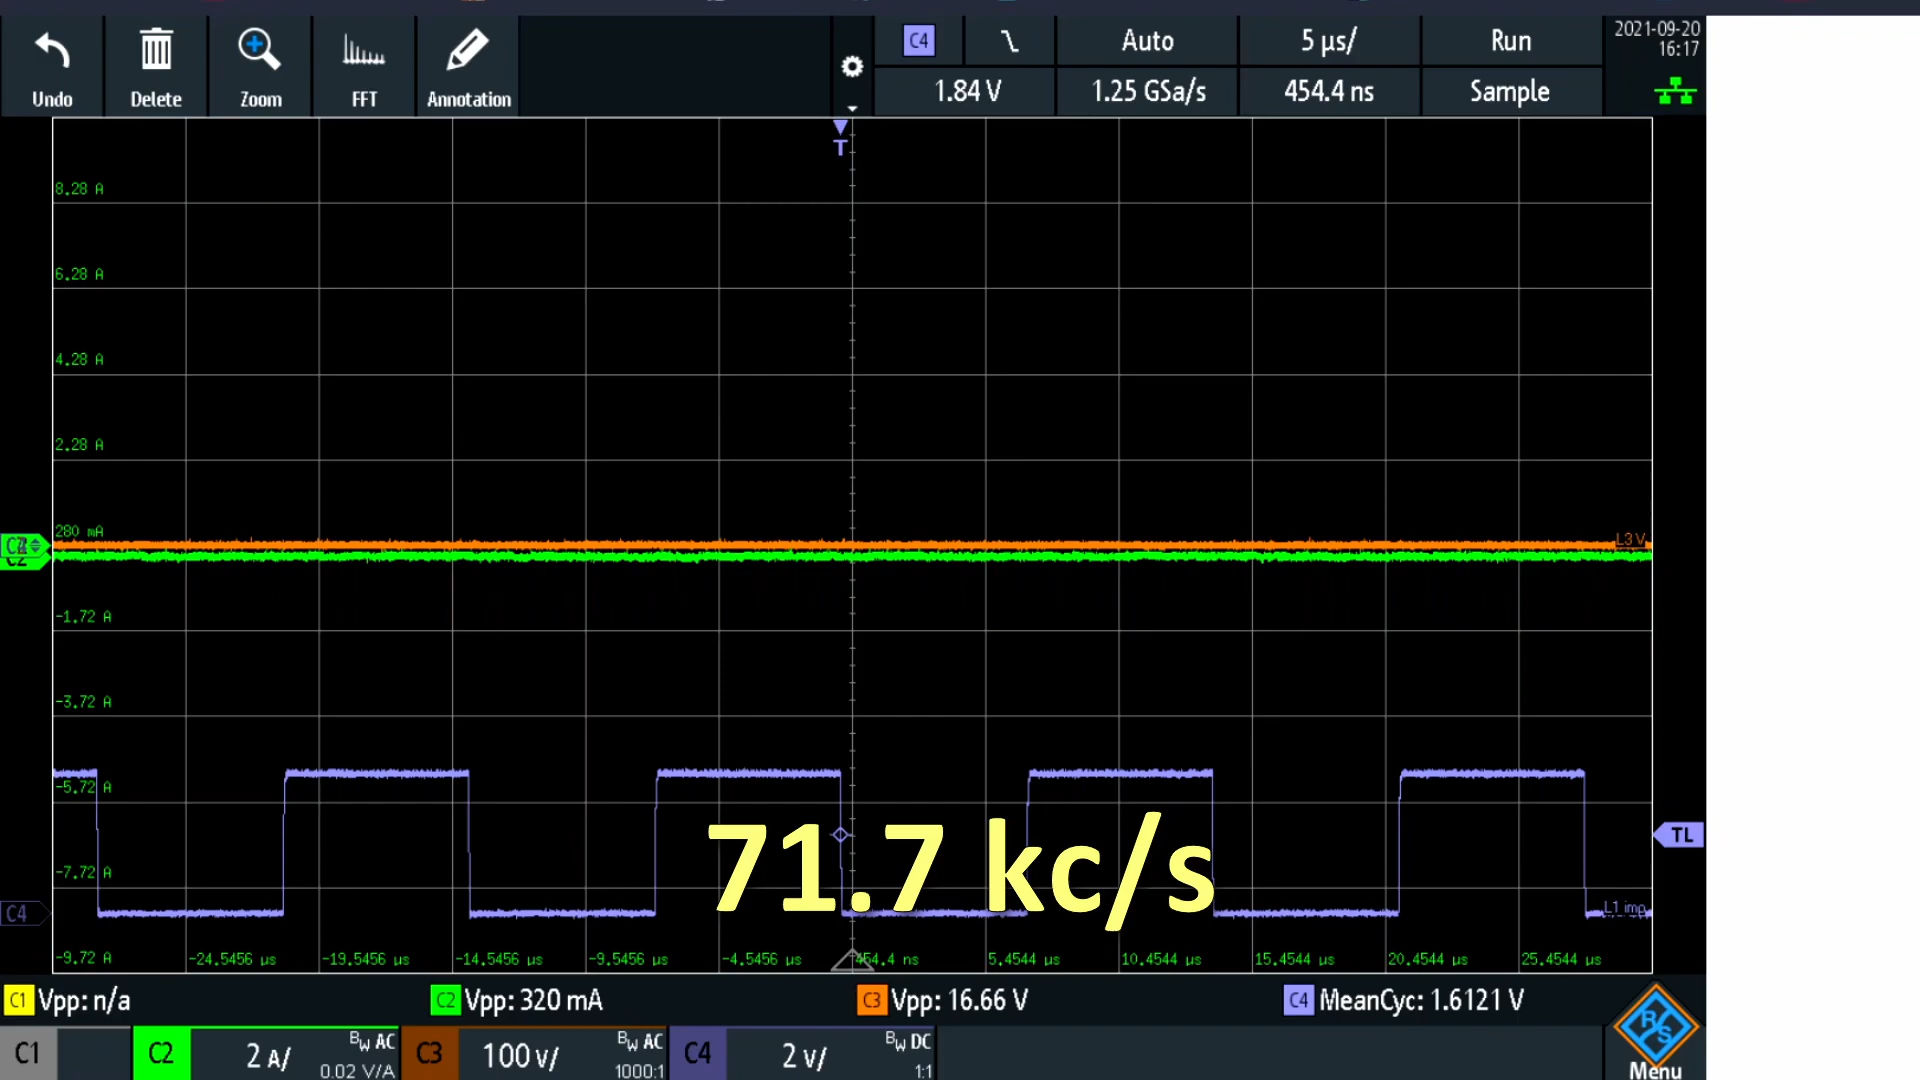 Undo
Delete
Zoom
FFT
Annotation
C4
Auto
5 µs/
Run
2021-09-20
16:17
1.84 V
1.25 GSa/s
454.4 ns
Sample
T
8.28 A
6.28 A
4.28 A
2.28 A
280 mA
C2
L3 V
-1.72 A
-3.72 A
-5.72 A
-7.72 A
TL
71.7 kc/s
C4
L1 imp
-9.72 A
-24.5456 µs
-19.5456 µs
-14.5456 µs
-9.5456 µs
-4.5456 µs
454.4 ns
5.4544 µs
10.4544 µs
15.4544 µs
20.4544 µs
25.4544 µs
C1 Vpp: n/a
C2 Vpp: 320 mA
C3 Vpp: 16.66 V
C4 MeanCyc: 1.6121 V
R S
C1
C2
2 A/
BW AC
0.02 V/A
C3
100 V/
BW AC
1000:1
C4
2 V/
BW DC
1:1
Menu